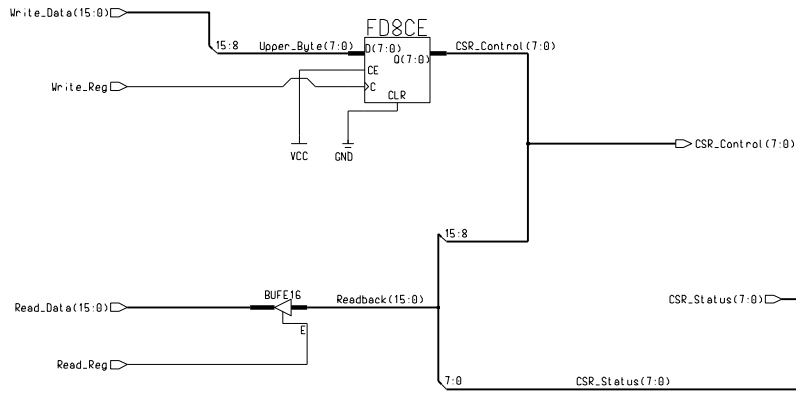 FD8CE
Write_Data(15:0)
15:8
Upper_Byte(7:0)
D(7:0)
Q(7:0)
CSR_Control(7:0)
CE
Write_Reg
C
CLR
VCC
GND
CSR_Control(7:0)
15:8
BUFE16
Readback(15:0)
CSR_Status(7:0)
Read_Data(15:0)
E
Read_Reg
7:0
CSR_Status(7:0)